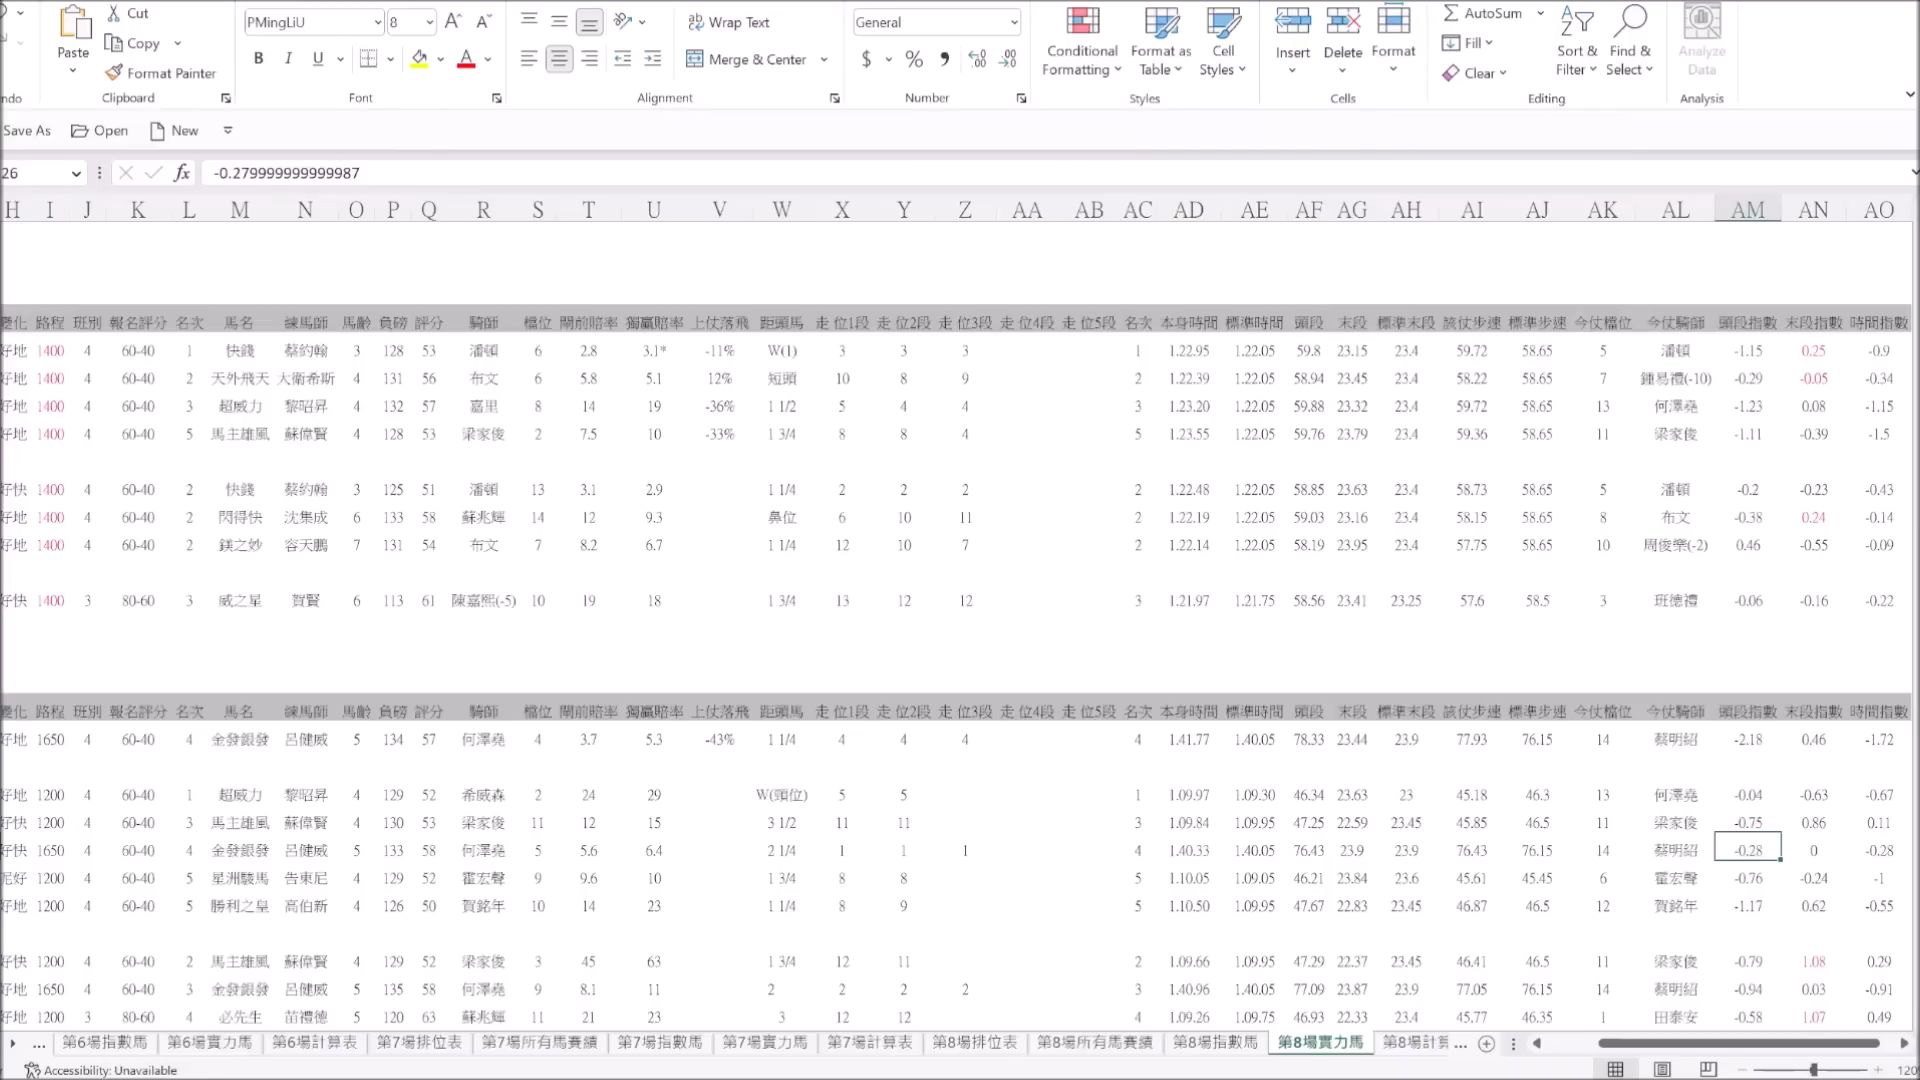 Cut
Copy
Format Painter
Paste
Clipboard
PMingLiU 8
B I U
Font
Wrap Text
Merge & Center
Alignment
General
$ %
Number
Conditional Formatting
Format as Table
Cell Styles
Styles
Insert
Delete
Format
Cells
AutoSum
Fill
Clear
Sort & Filter
Find & Select
Editing
Analyze Data
Analysis
Save As Open New
26 fx -0.279999999999987
H I J K L M N O P Q R S T U V W X Y Z AA AB AC AD AE AF AG AH AI AJ AK AL AM AN AO
變化 路程 班別 報名評分 名次 馬名 練馬師 馬齡 負磅 評分 騎師 檔位 閘前賠率 獨贏賠率 上仗落飛 距頭馬 走 位1段 走 位2段 走 位3段 走 位4段 走 位5段 名次 本身時間 標準時間 頭段 末段 標準末段 該仗步速 標準步速 今仗檔位 今仗騎師 頭段指數 末段指數 時間指數
好地 1400 4 60-40 1 快錢 蔡約翰 3 128 53 潘頓 6 2.8 3.1* -11% W(1) 3 3 3 1 1.22.95 1.22.05 59.8 23.15 23.4 59.72 58.65 5 潘頓 -1.15 0.25 -0.9
好地 1400 4 60-40 2 天外飛天 大衛希斯 4 131 56 布文 6 5.8 5.1 12% 短頭 10 8 9 2 1.22.39 1.22.05 58.94 23.45 23.4 58.22 58.65 7 鍾易禮(-10) -0.29 -0.05 -0.34
好地 1400 4 60-40 3 超威力 黎昭昇 4 132 57 嘉里 8 14 19 -36% 1 1/2 5 4 4 3 1.23.20 1.22.05 59.88 23.32 23.4 59.72 58.65 13 何澤堯 -1.23 0.08 -1.15
好地 1400 4 60-40 5 馬主雄風 蘇偉賢 4 128 53 梁家俊 2 7.5 10 -33% 1 3/4 8 8 4 5 1.23.55 1.22.05 59.76 23.79 23.4 59.36 58.65 11 梁家俊 -1.11 -0.39 -1.5
好快 1400 4 60-40 2 快錢 蔡約翰 3 125 51 潘頓 13 3.1 2.9 1 1/4 2 2 2 2 1.22.48 1.22.05 58.85 23.63 23.4 58.73 58.65 5 潘頓 -0.2 -0.23 -0.43
好地 1400 4 60-40 2 閃得快 沈集成 6 133 58 蘇兆輝 14 12 9.3 鼻位 6 10 11 2 1.22.19 1.22.05 59.03 23.16 23.4 58.15 58.65 8 布文 -0.38 0.24 -0.14
好地 1400 4 60-40 2 鎂之妙 容天鵬 7 131 54 布文 7 8.2 6.7 1 1/4 12 10 7 2 1.22.14 1.22.05 58.19 23.95 23.4 57.75 58.65 10 周俊樂(-2) 0.46 -0.55 -0.09
好快 1400 3 80-60 3 威之星 賀賢 6 113 61 陳嘉熙(-5) 10 19 18 1 3/4 13 12 12 3 1.21.97 1.21.75 58.56 23.41 23.25 57.6 58.5 3 班德禮 -0.06 -0.16 -0.22
變化 路程 班別 報名評分 名次 馬名 練馬師 馬齡 負磅 評分 騎師 檔位 閘前賠率 獨贏賠率 上仗落飛 距頭馬 走 位1段 走 位2段 走 位3段 走 位4段 走 位5段 名次 本身時間 標準時間 頭段 末段 標準末段 該仗步速 標準步速 今仗檔位 今仗騎師 頭段指數 末段指數 時間指數
好地 1650 4 60-40 4 金發銀發 呂健威 5 134 57 何澤堯 4 3.7 5.3 -43% 1 1/4 4 4 4 4 1.41.77 1.40.05 78.33 23.44 23.9 77.93 76.15 14 蔡明紹 -2.18 0.46 -1.72
好地 1200 4 60-40 1 超威力 黎昭昇 4 129 52 希威森 2 24 29 W(頭位) 5 5 1 1.09.97 1.09.30 46.34 23.63 23 45.18 46.3 13 何澤堯 -0.04 -0.63 -0.67
好快 1200 4 60-40 3 馬主雄風 蘇偉賢 4 130 53 梁家俊 11 12 15 3 1/2 11 11 3 1.09.84 1.09.95 47.25 22.59 23.45 45.85 46.5 11 梁家俊 -0.75 0.86 0.11
好快 1650 4 60-40 4 金發銀發 呂健威 5 133 58 何澤堯 5 5.6 6.4 2 1/4 1 1 1 4 1.40.33 1.40.05 76.43 23.9 23.9 76.43 76.15 14 蔡明紹 -0.28 0 -0.28
泥好 1200 4 60-40 5 星洲駿馬 告東尼 4 129 52 霍宏聲 9 9.6 10 1 3/4 8 8 5 1.10.05 1.09.05 46.21 23.84 23.6 45.61 45.45 6 霍宏聲 -0.76 -0.24 -1
好地 1200 4 60-40 5 勝利之皇 高伯新 4 126 50 賀銘年 10 14 23 1 1/4 8 9 5 1.10.50 1.09.95 47.67 22.83 23.45 46.87 46.5 12 賀銘年 -1.17 0.62 -0.55
好快 1200 4 60-40 2 馬主雄風 蘇偉賢 4 129 52 梁家俊 3 45 63 1 3/4 12 11 2 1.09.66 1.09.95 47.29 22.37 23.45 46.41 46.5 11 梁家俊 -0.79 1.08 0.29
好地 1650 4 60-40 3 金發銀發 呂健威 5 135 58 何澤堯 9 8.1 11 2 2 2 2 3 1.40.96 1.40.05 77.09 23.87 23.9 77.05 76.15 14 蔡明紹 -0.94 0.03 -0.91
好地 1200 3 80-60 4 必先生 苗禮德 5 120 63 蘇兆輝 11 21 23 3 12 12 4 1.09.26 1.09.75 46.93 22.33 23.4 45.77 46.35 1 田泰安 -0.58 1.07 0.49
... 第6場指數馬 第6場實力馬 第6場計算表 第7場排位表 第7場所有馬賽績 第7場指數馬 第7場實力馬 第7場計算表 第8場排位表 第8場所有馬賽績 第8場指數馬 第8場實力馬 第8場計算 ...
Accessibility: Unavailable 120